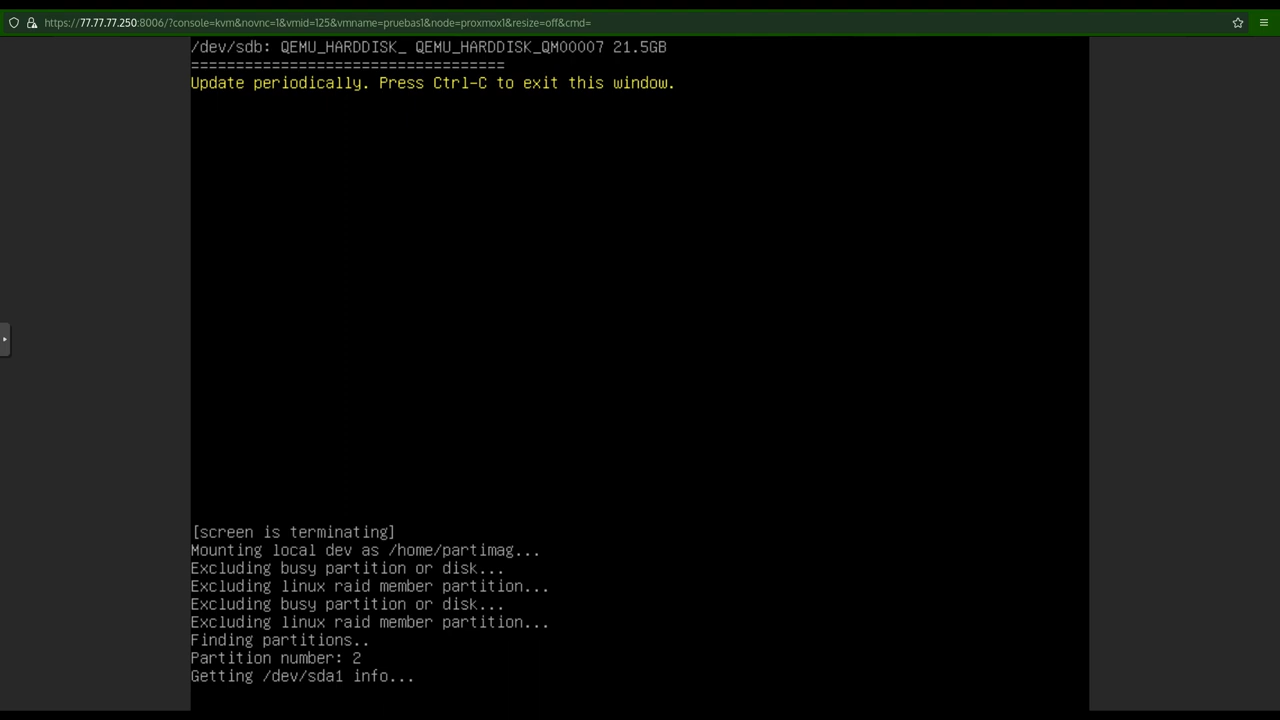 https://77.77.77.250:8006/?console=kvm&novnc=1&vmid=125&vmname=pruebas1&node=proxmox1&resize=off&cmd=
/dev/sdb: QEMU_HARDDISK_ QEMU_HARDDISK_QM00007 21.5GB
===================================
Update periodically. Press Ctrl-C to exit this window.
[screen is terminating]
Mounting local dev as /home/partimag...
Excluding busy partition or disk...
Excluding linux raid member partition...
Excluding busy partition or disk...
Excluding linux raid member partition...
Finding partitions..
Partition number: 2
Getting /dev/sda1 info...